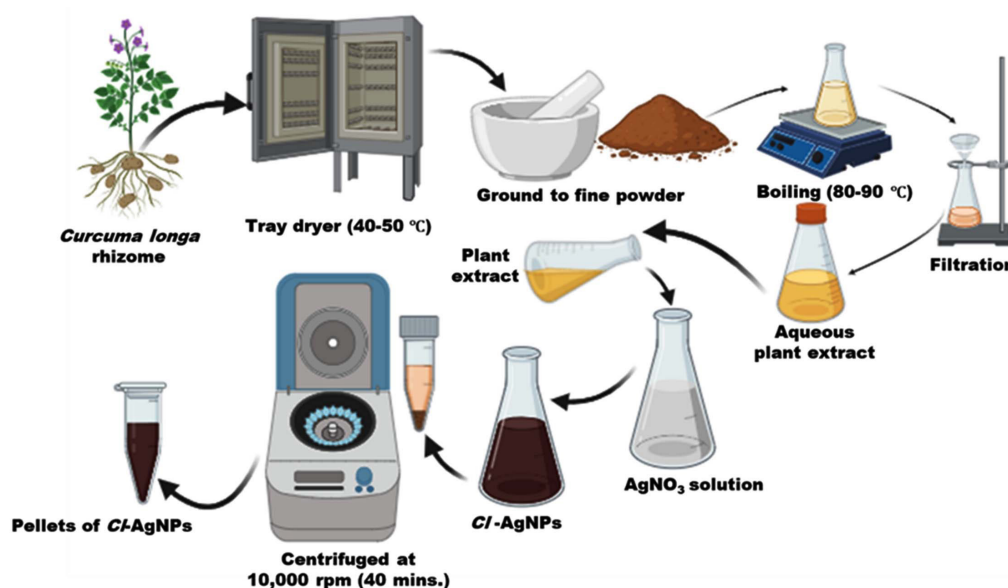 Curcuma longa
rhizome
Tray dryer (40-50 ℃)
Ground to fine powder
Boiling (80-90 ℃)
Filtration
Aqueous
plant extract
Plant
extract
AgNO₃ solution
Cl-AgNPs
Centrifuged at
10,000 rpm (40 mins.)
Pellets of Cl-AgNPs